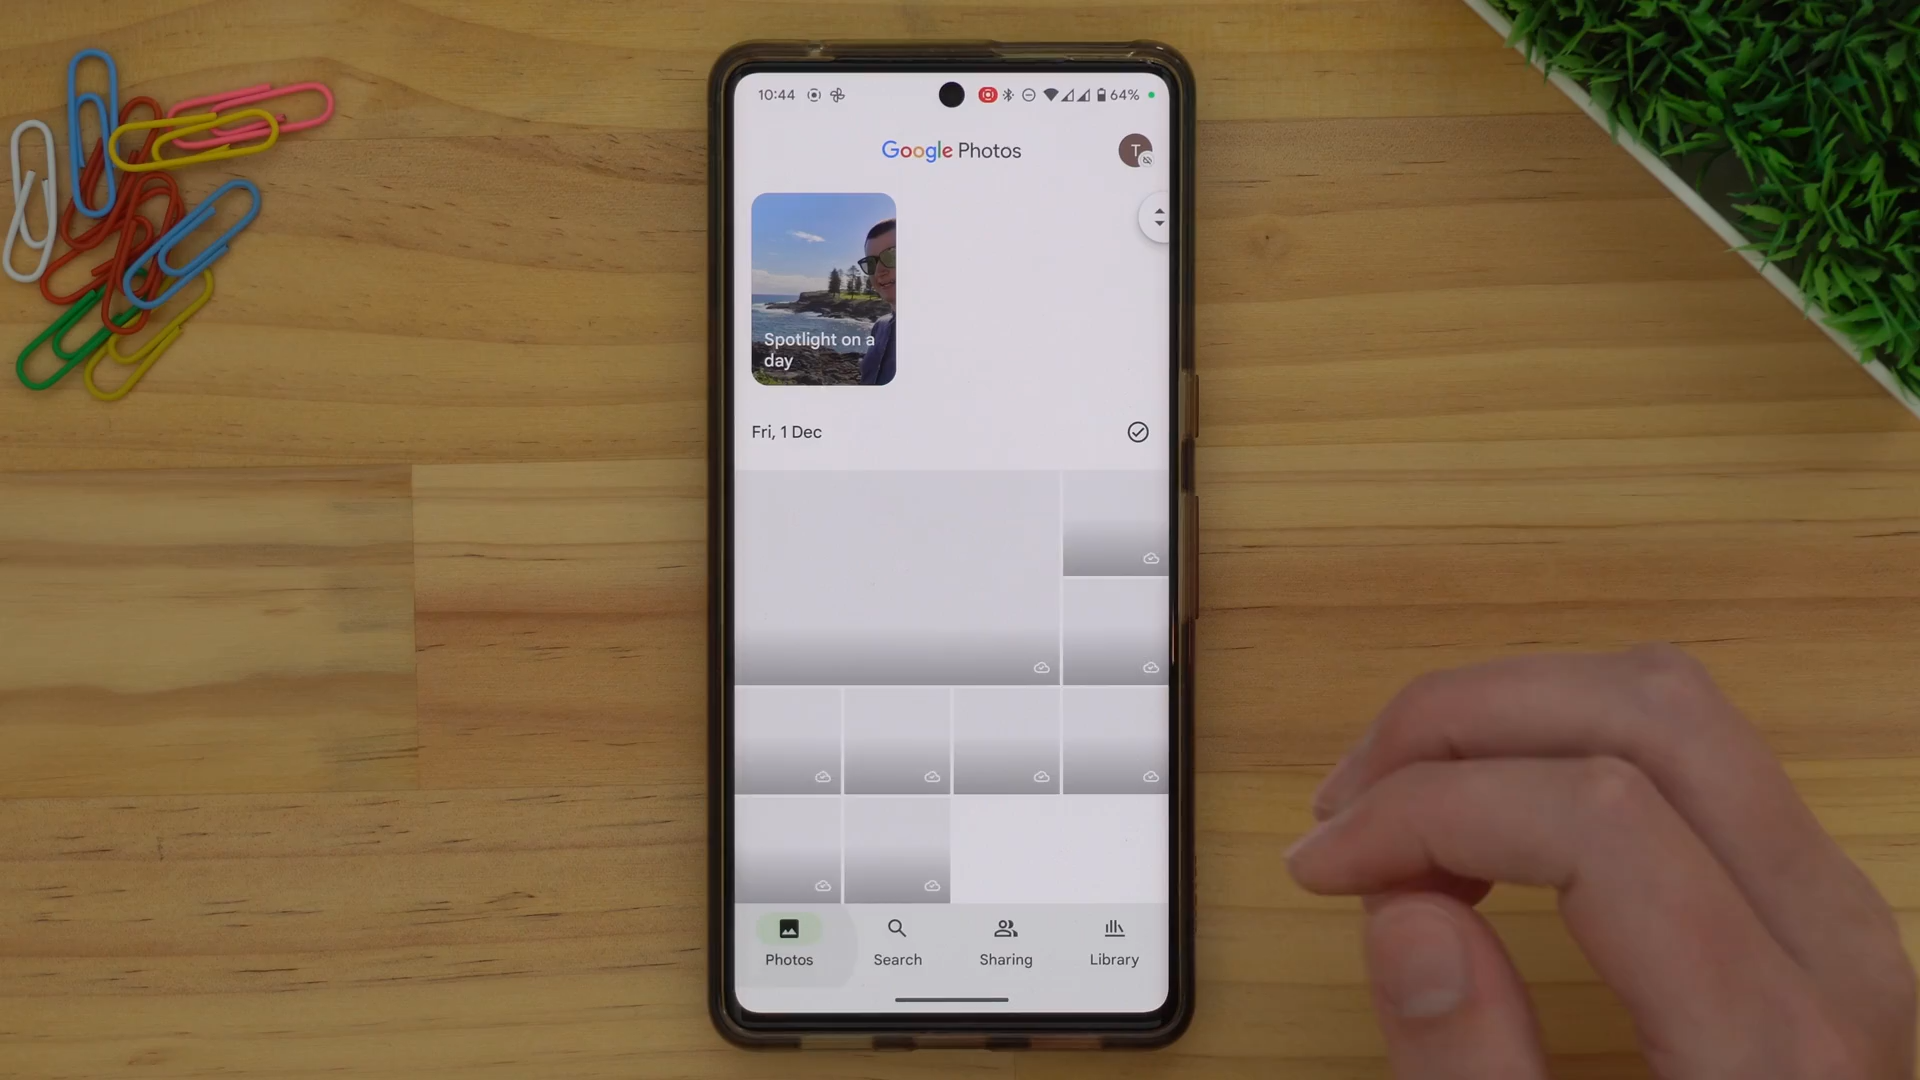 10:44
64%
Google Photos
T
Spotlight on a
day
Fri, 1 Dec
Photos
Search
Sharing
Library